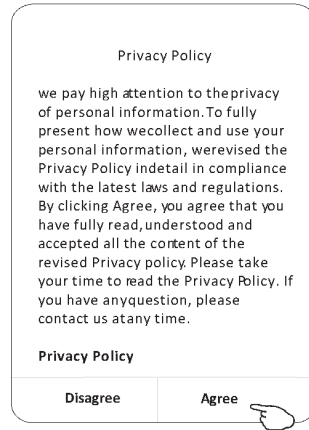 Privacy Policy
we pay high attention to theprivacy
of personal information.To fully
present how wecollect and use your
personal information, werevised the
Privacy Policy indetail in compliance
with the latest laws and regulations.
By clicking Agree, you agree that you
have fully read,understood and
accepted all the content of the
revised Privacy policy. Please take
your time to read the Privacy Policy. If
you have anyquestion, please
contact us atany time.
Privacy Policy
Disagree Agree